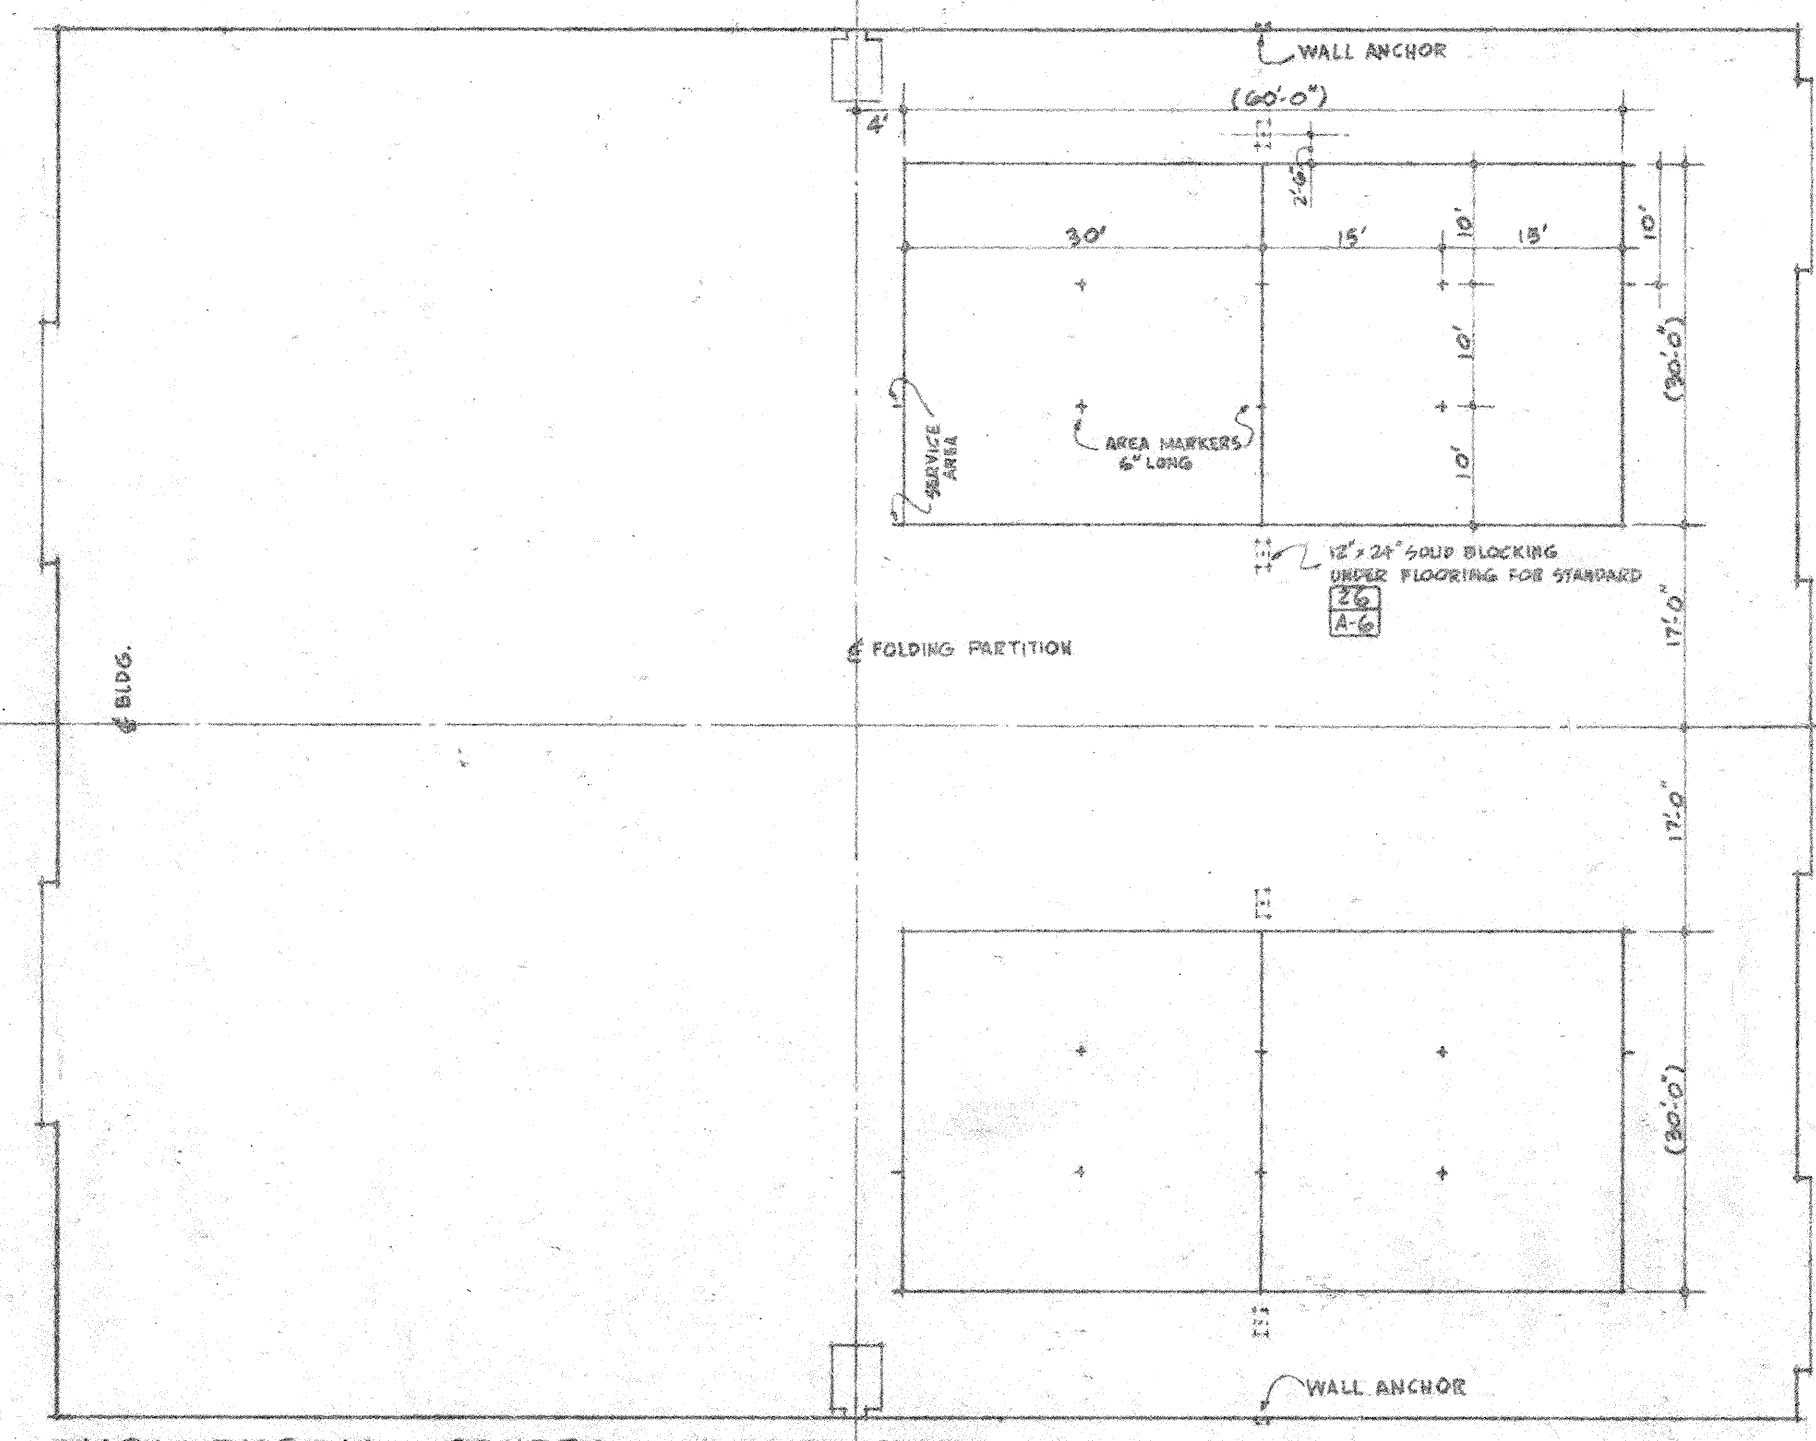 WALL ANCHOR
(60'-0")
4'
2'-6"
30'
15'
10'
15'
10'
10'
(30'-0")
SERVICE
AREA
AREA MARKERS
6" LONG
10'
12" x 24" SOLID BLOCKING
UNDER FLOORING FOR STANDARD
26
A-6
17'-0"
℄ FOLDING PARTITION
℄ BLDG.
17'-0"
(30'-0")
WALL ANCHOR